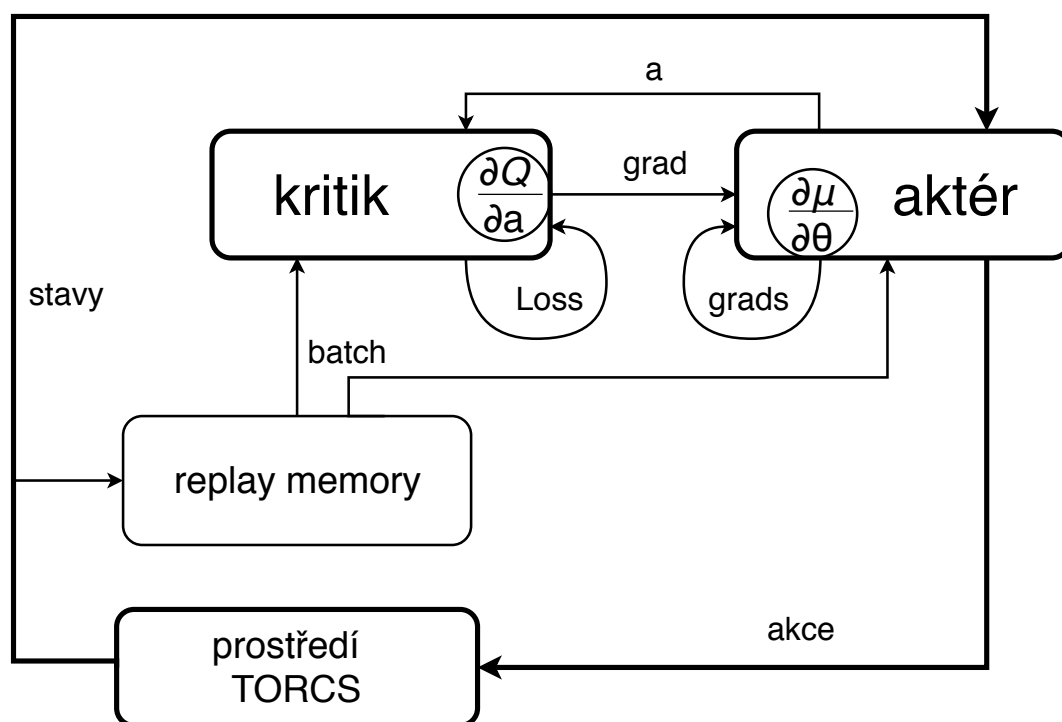 a
kritik
∂Q
∂a
grad
∂μ
∂θ
aktér
stavy
Loss
grads
batch
replay memory
akce
prostředí
TORCS